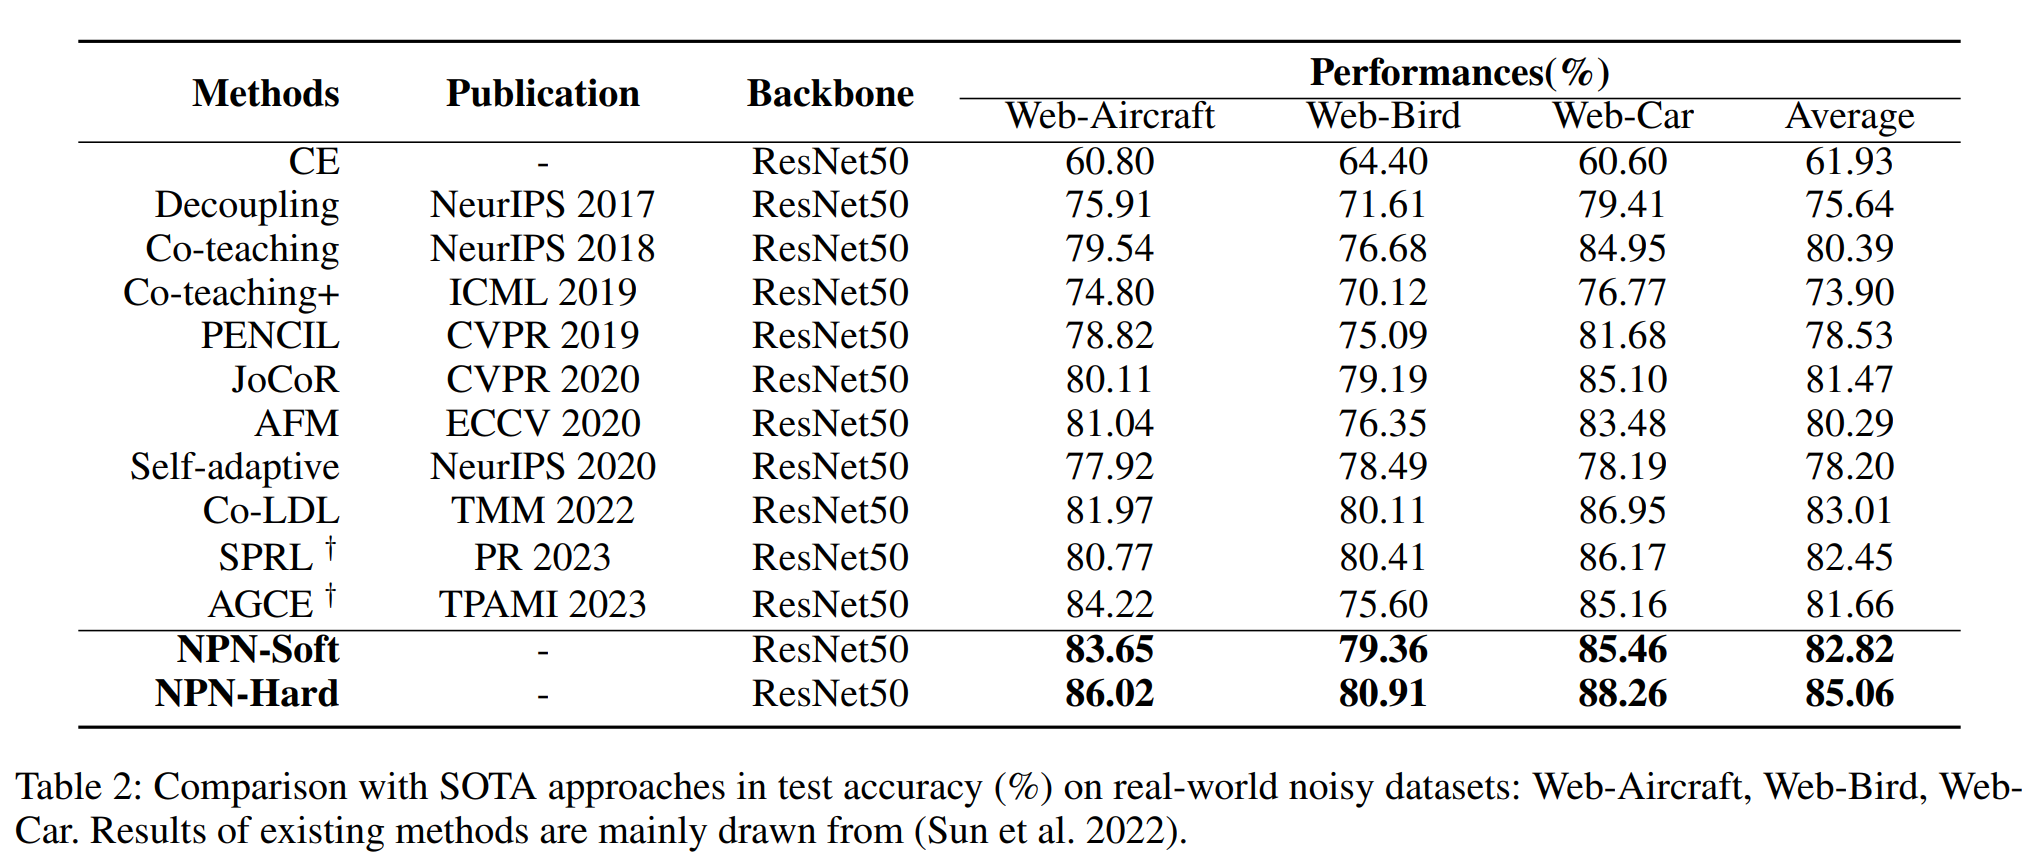 Methods Publication Backbone Performances(%)
Web-Aircraft Web-Bird Web-Car Average
CE - ResNet50 60.80 64.40 60.60 61.93
Decoupling NeurIPS 2017 ResNet50 75.91 71.61 79.41 75.64
Co-teaching NeurIPS 2018 ResNet50 79.54 76.68 84.95 80.39
Co-teaching+ ICML 2019 ResNet50 74.80 70.12 76.77 73.90
PENCIL CVPR 2019 ResNet50 78.82 75.09 81.68 78.53
JoCoR CVPR 2020 ResNet50 80.11 79.19 85.10 81.47
AFM ECCV 2020 ResNet50 81.04 76.35 83.48 80.29
Self-adaptive NeurIPS 2020 ResNet50 77.92 78.49 78.19 78.20
Co-LDL TMM 2022 ResNet50 81.97 80.11 86.95 83.01
SPRL † PR 2023 ResNet50 80.77 80.41 86.17 82.45
AGCE † TPAMI 2023 ResNet50 84.22 75.60 85.16 81.66
NPN-Soft - ResNet50 83.65 79.36 85.46 82.82
NPN-Hard - ResNet50 86.02 80.91 88.26 85.06
Table 2: Comparison with SOTA approaches in test accuracy (%) on real-world noisy datasets: Web-Aircraft, Web-Bird, Web-
Car. Results of existing methods are mainly drawn from (Sun et al. 2022).